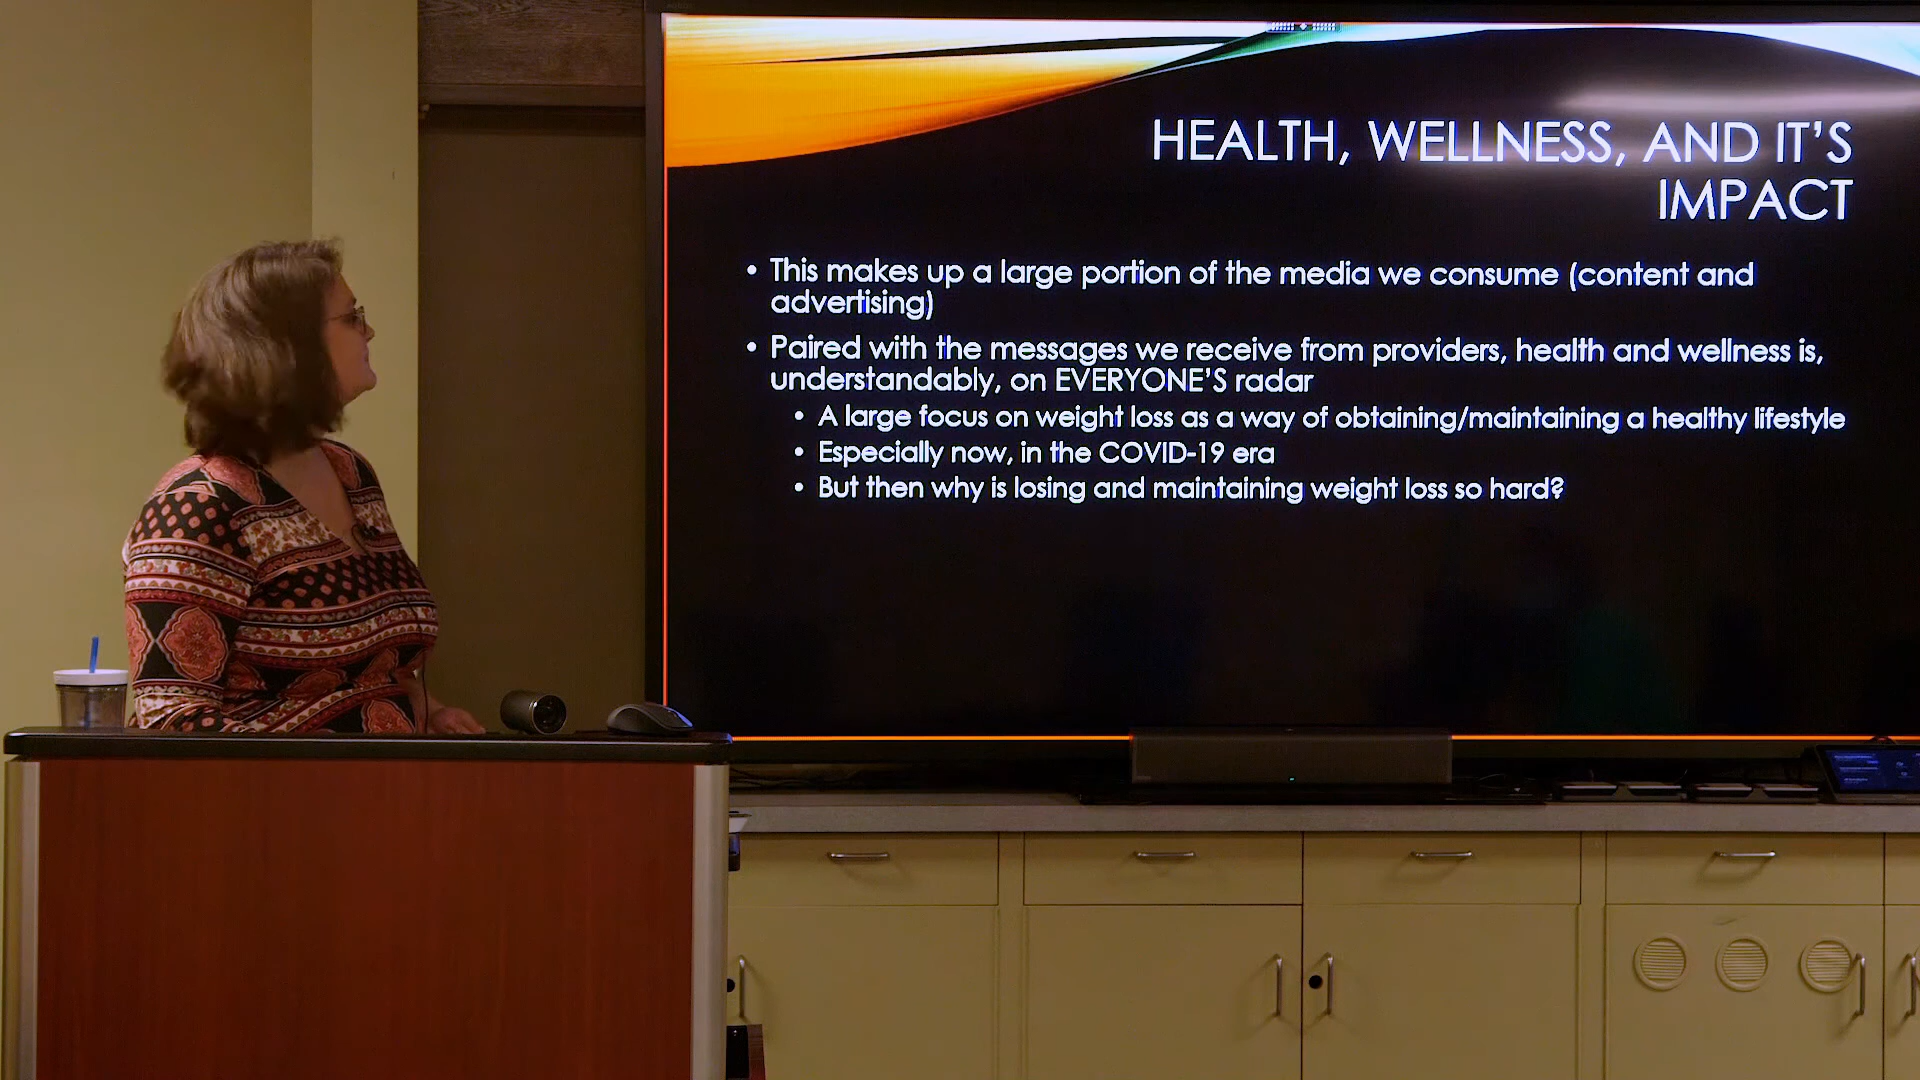 HEALTH, WELLNESS, AND IT'S
IMPACT
• This makes up a large portion of the media we consume (content and
advertising)
• Paired with the messages we receive from providers, health and wellness is,
understandably, on EVERYONE'S radar
• A large focus on weight loss as a way of obtaining/maintaining a healthy lifestyle
• Especially now, in the COVID-19 era
• But then why is losing and maintaining weight loss so hard?